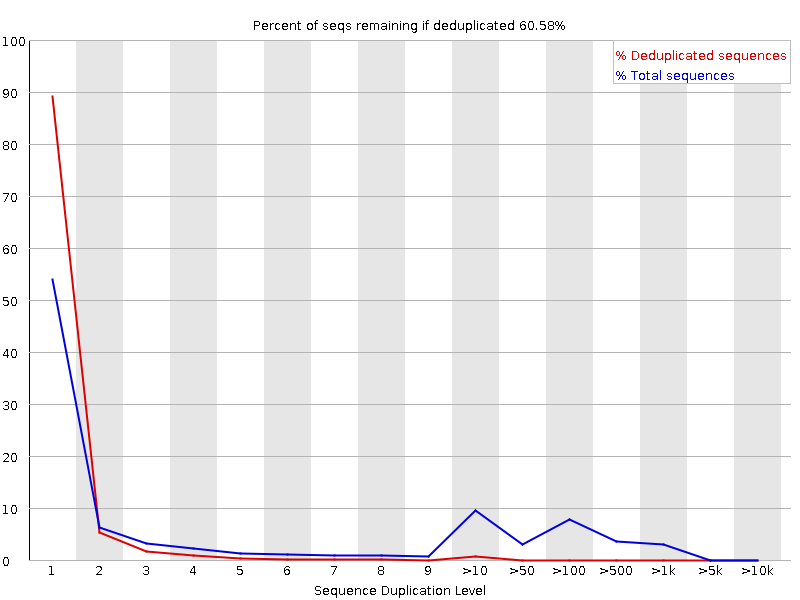 Percent of seqs remaining if deduplicated 60.58%
% Deduplicated sequences
% Total sequences
100
90
80
70
60
50
40
30
20
10
0
1 2 3 4 5 6 7 8 9 >10 >50 >100 >500 >1k >5k >10k
Sequence Duplication Level